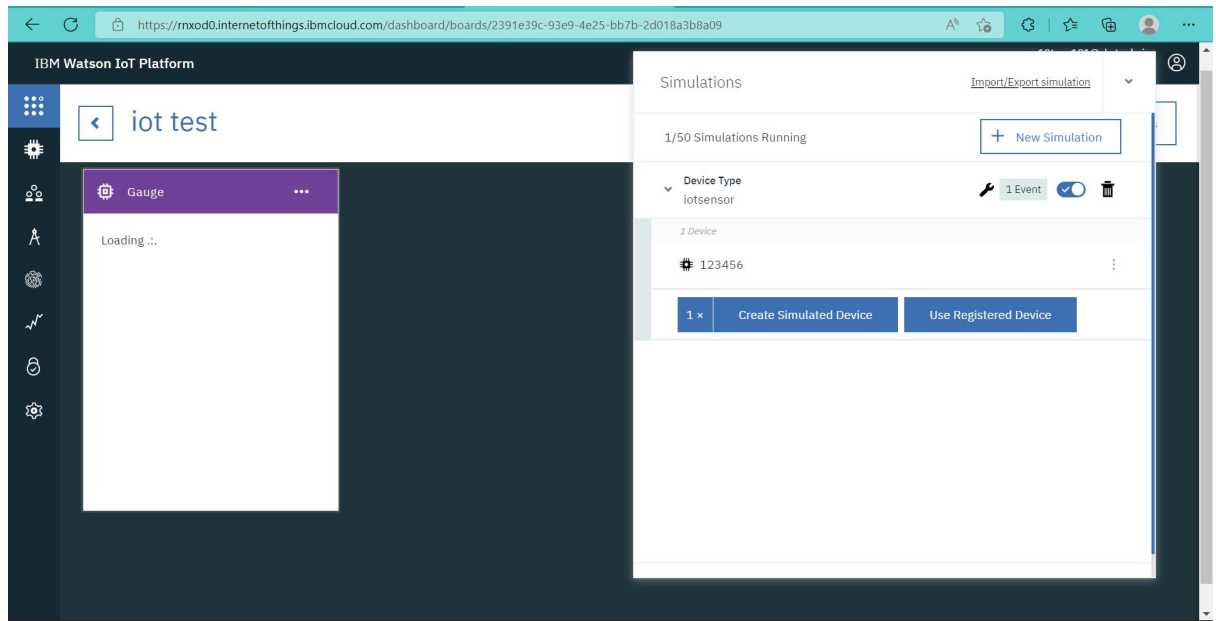 https://rnxod0.internetofthings.ibmcloud.com/dashboard/boards/2391e39c-93e9-4e25-bb7b-2d018a3b8a09
IBM Watson IoT Platform
iot test
Gauge
Loading .:.
Simulations
Import/Export simulation
1/50 Simulations Running
+ New Simulation
Device Type
iotsensor
1 Event
1 Device
123456
1 × Create Simulated Device Use Registered Device